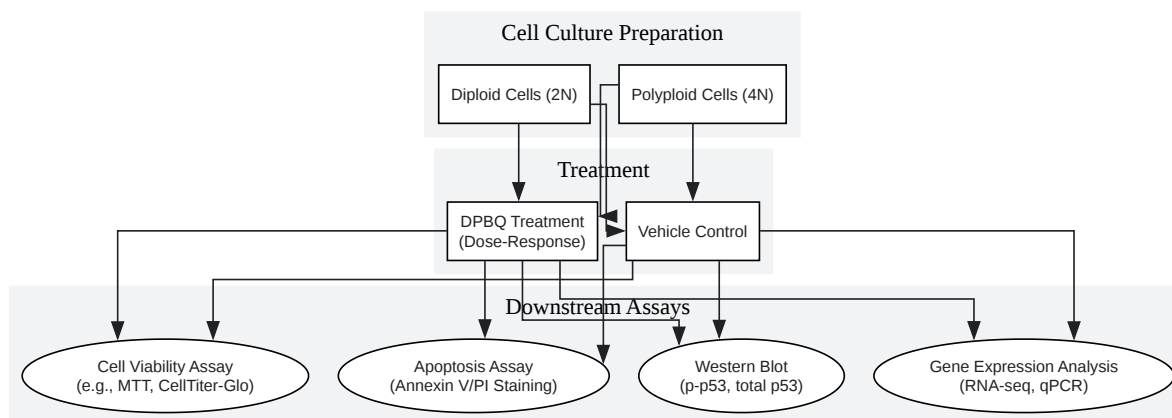 Cell Culture Preparation
Diploid Cells (2N)
Polyploid Cells (4N)
Treatment
DPBQ Treatment
(Dose-Response)
Vehicle Control
Downstream Assays
Cell Viability Assay
(e.g., MTT, CellTiter-Glo)
Apoptosis Assay
(Annexin V/PI Staining)
Western Blot
(p-p53, total p53)
Gene Expression Analysis
(RNA-seq, qPCR)